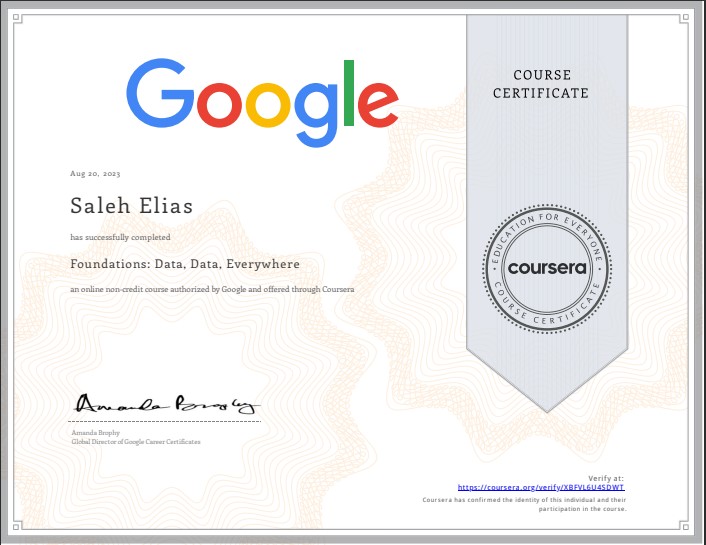 Google
COURSE
CERTIFICATE
Aug 20, 2023
Saleh Elias
has successfully completed
Foundations: Data, Data, Everywhere
an online non-credit course authorized by Google and offered through Coursera
EDUCATION FOR EVERYONE
coursera
COURSE CERTIFICATE
Amanda Brophy
Amanda Brophy
Global Director of Google Career Certificates
Verify at:
https://coursera.org/verify/XBFVL6U4SDWT
Coursera has confirmed the identity of this individual and their
participation in the course.